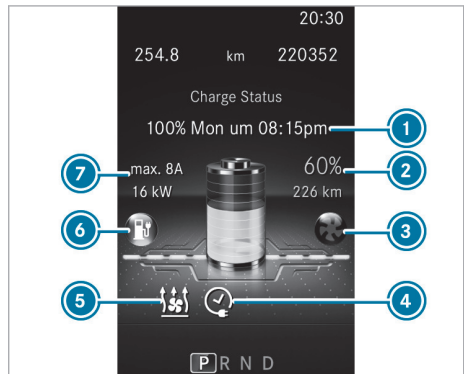 20:30
254.8 km 220352
Charge Status
100% Mon um 08:15pm
1
max. 8A
7
60%
2
16 kW
226 km
6
3
5
4
P R N D